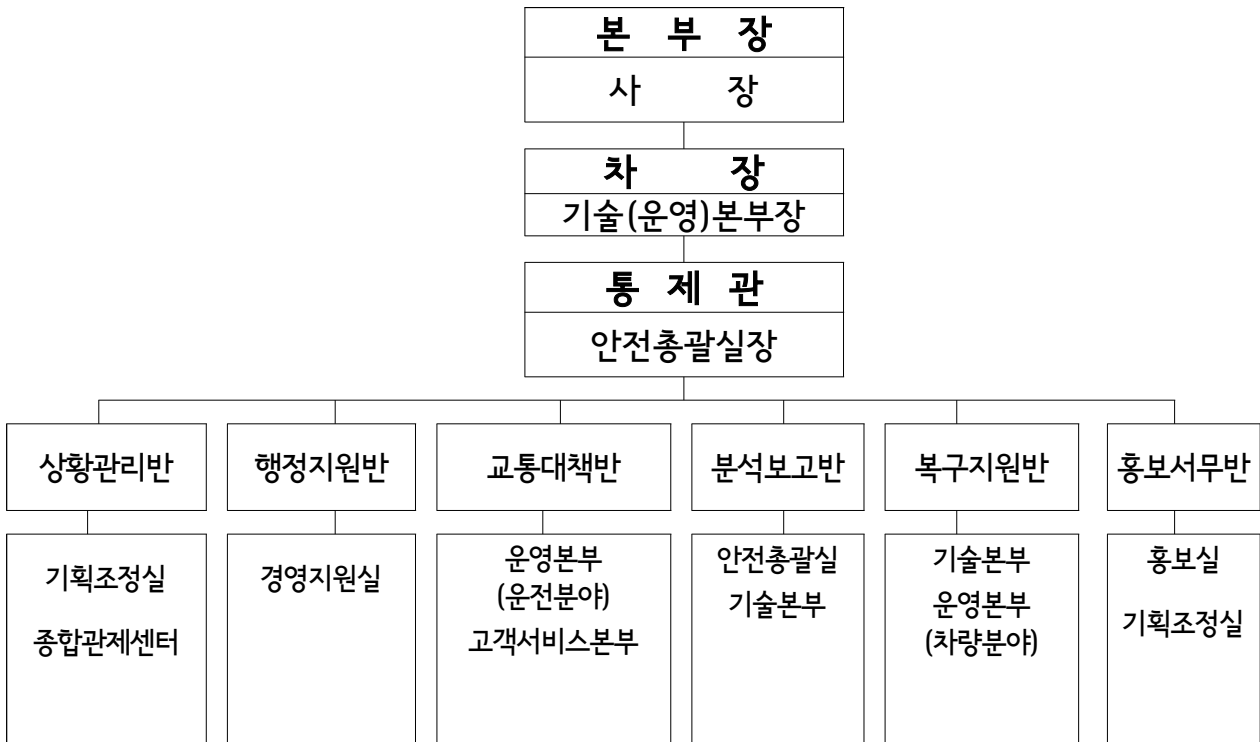 본 부 장
사 장
차 장
기술(운영)본부장
통 제 관
안전총괄실장
상황관리반
행정지원반
교통대책반
분석보고반
복구지원반
홍보서무반
기획조정실
종합관제센터
경영지원실
운영본부
(운전분야)
고객서비스본부
안전총괄실
기술본부
기술본부
운영본부
(차량분야)
홍보실
기획조정실